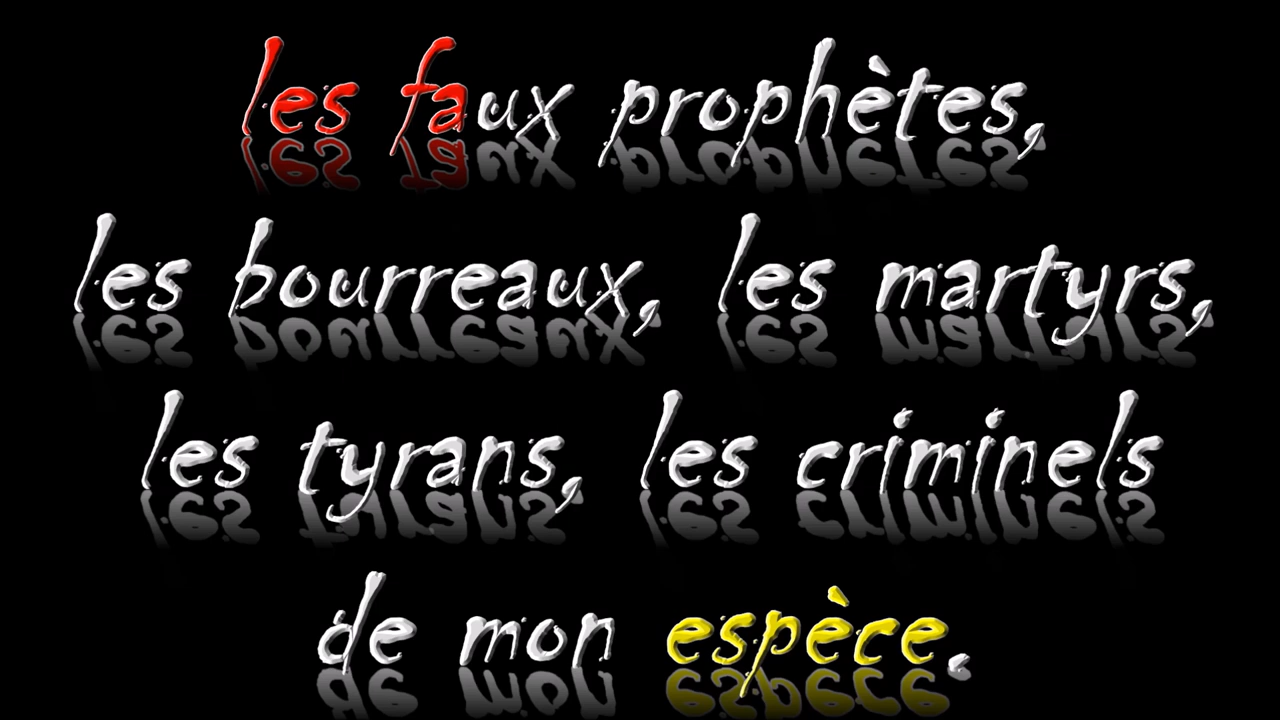 les faux prophètes,
les bourreaux, les martyrs,
les tyrans, les criminels
de mon espèce.